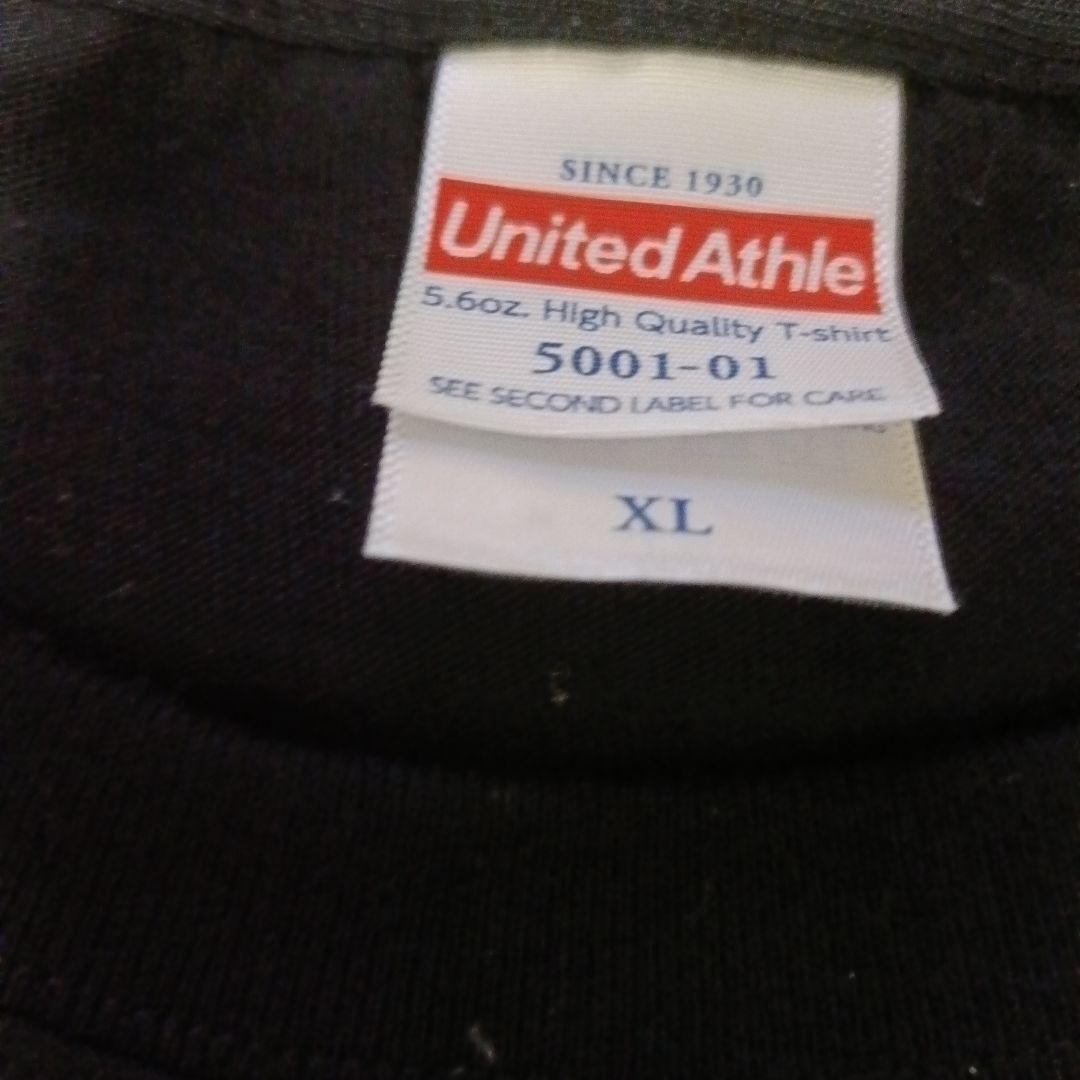 SINCE 1930
United Athle
5.6oz. High Quality T-shirt
5001-01
SEE SECOND LABEL FOR CARE
XL